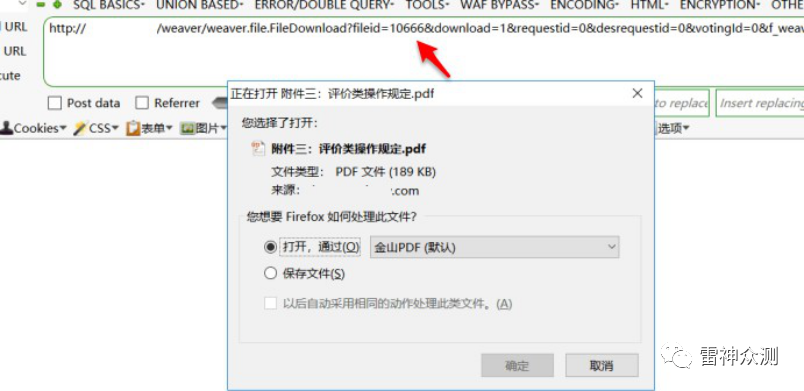 SQL BASICS▾ UNION BASED▾ ERROR/DOUBLE QUERY▾ TOOLS▾ WAF BYPASS▾ ENCODING▾ HTML▾ ENCRYPTION▾ OTHE
URL http:// /weaver/weaver.file.FileDownload?fileid=10666&download=1&requestid=0&desrequestid=0&votingId=0&f_weav
URL
cute
正在打开 附件三：评价类操作规定.pdf
Post data Referrer to replace Insert replacing
Cookies▾ CSS▾ 表单▾ 图片▾ 选项▾
您选择了打开：
附件三：评价类操作规定.pdf
文件类型： PDF 文件 (189 KB)
来源： .com
您想要 Firefox 如何处理此文件？
打开，通过(O) 金山PDF (默认)
保存文件(S)
以后自动采用相同的动作处理此类文件。(A)
确定 取消
雷神众测